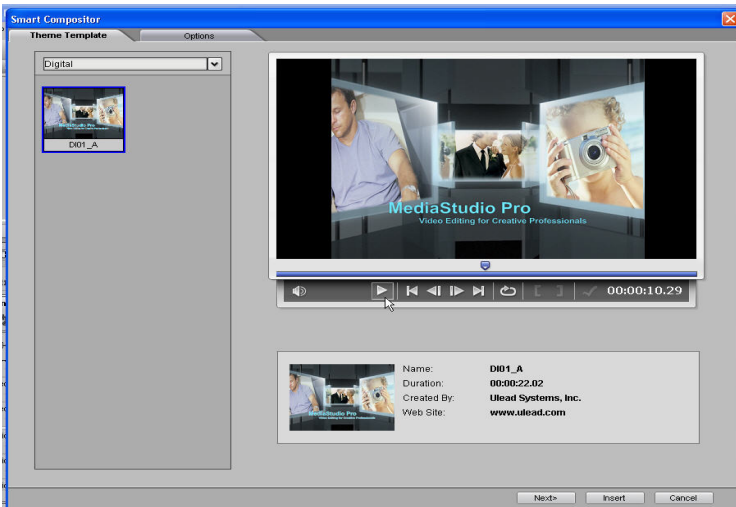 Smart Compositor
Theme Template
Options
Digital
DI01_A
MediaStudio Pro
Video Editing for Creative Professionals
00:00:10.29
MediaStudio Pro
Name: DI01_A
Duration: 00:00:22.02
Created By: Ulead Systems, Inc.
Web Site: www.ulead.com
Next>
Insert
Cancel